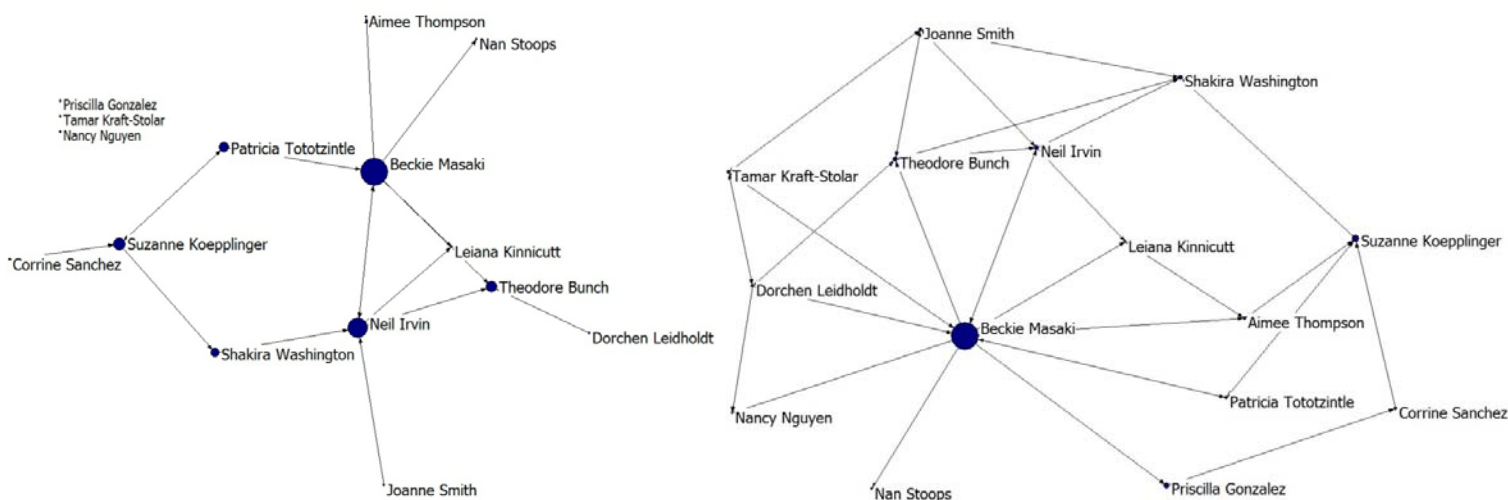 Aimee Thompson
Nan Stoops
Priscilla Gonzalez
Tamar Kraft-Stolar
Nancy Nguyen
Patricia Tototzintle
Beckie Masaki
Suzanne Koepplinger
Leiana Kinnicutt
Corrine Sanchez
Theodore Bunch
Neil Irvin
Dorchen Leidholdt
Shakira Washington
Joanne Smith
Joanne Smith
Shakira Washington
Neil Irvin
Theodore Bunch
Tamar Kraft-Stolar
Leiana Kinnicutt
Suzanne Koepplinger
Dorchen Leidholdt
Aimee Thompson
Beckie Masaki
Patricia Tototzintle
Corrine Sanchez
Nancy Nguyen
Priscilla Gonzalez
Nan Stoops